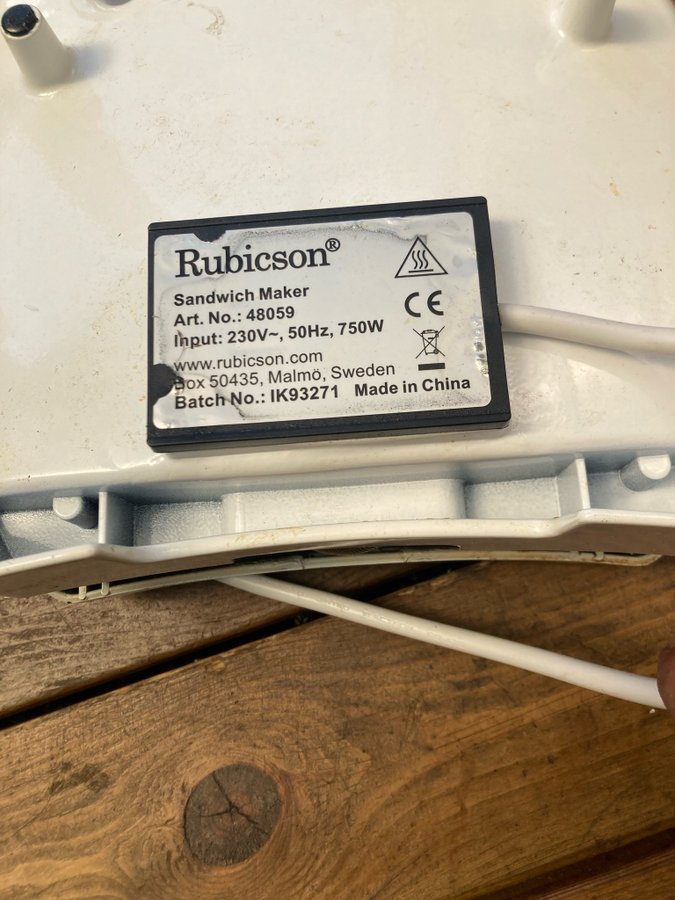 Rubicson®
Sandwich Maker
Art. No.: 48059
Input: 230V~, 50Hz, 750W
CE
www.rubicson.com
Box 50435, Malmö, Sweden
Batch No.: IK93271 Made in China